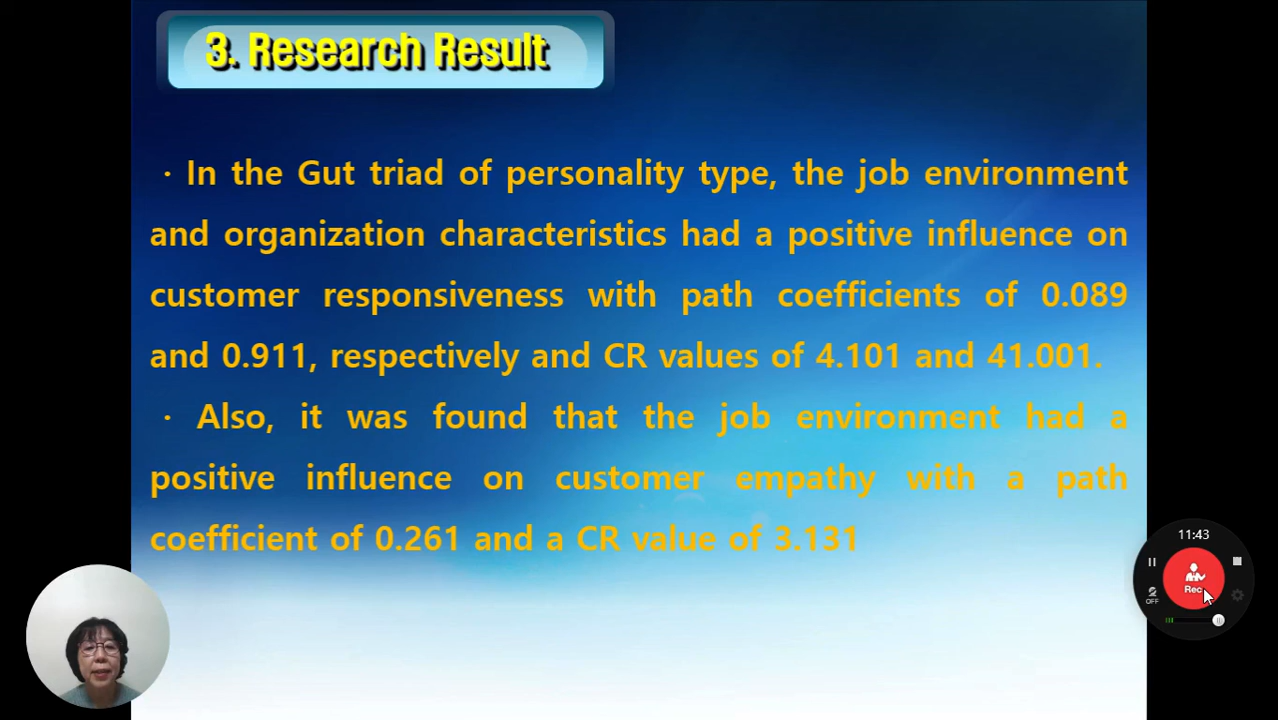 3. Research Result
· In the Gut triad of personality type, the job environment
and organization characteristics had a positive influence on
customer responsiveness with path coefficients of 0.089
and 0.911, respectively and CR values of 4.101 and 41.001.
· Also, it was found that the job environment had a
positive influence on customer empathy with a path
coefficient of 0.261 and a CR value of 3.131
11:43
Rec
OFF